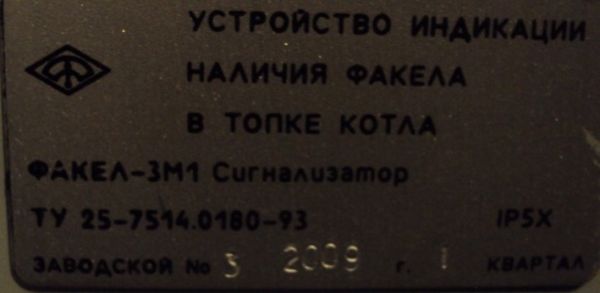 УСТРОЙСТВО ИНДИКАЦИИ
НАЛИЧИЯ ФАКЕЛА
В ТОПКЕ КОТЛА
ФАКЕЛ-3М1 Сигнализатор
ТУ 25-7514.0180-93 IP5X
ЗАВОДСКОЙ № 3 2009 г. I КВАРТАЛ